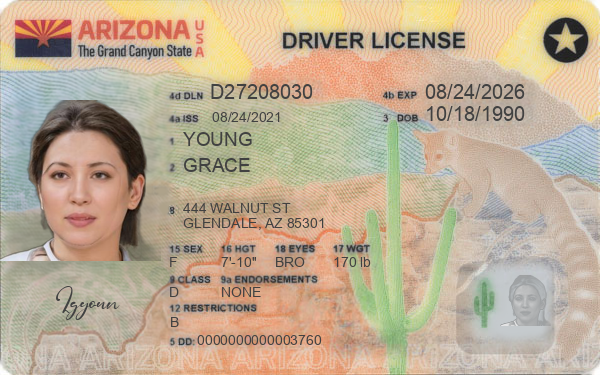 ARIZONA USA
The Grand Canyon State
DRIVER LICENSE
4d DLN D27208030
4b EXP 08/24/2026
4a ISS 08/24/2021
3 DOB 10/18/1990
1 YOUNG
2 GRACE
8 444 WALNUT ST
GLENDALE, AZ 85301
15 SEX 16 HGT 18 EYES 17 WGT
F 7'-10" BRO 170 lb
9 CLASS 9a ENDORSEMENTS
D NONE
12 RESTRICTIONS
B
5 DD: 0000000000003760
ARIZONA ARIZONA ARIZONA ARIZONA